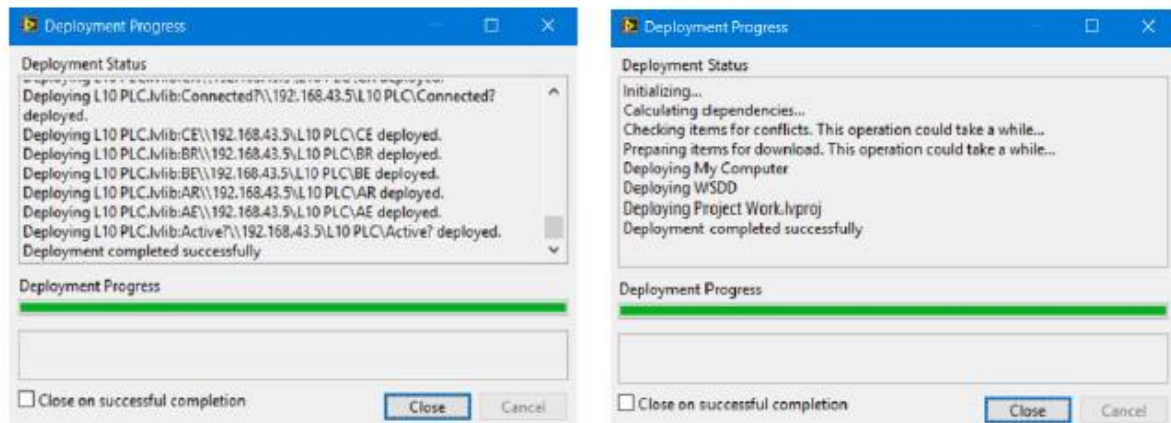 Deployment Progress
Deployment Status
Deploying L10 PLC.lvlib:Connected?\\192.168.43.5\L10 PLC\Connected?
deployed.
Deploying L10 PLC.lvlib:CE\\192.168.43.5\L10 PLC\CE deployed.
Deploying L10 PLC.lvlib:BR\\192.168.43.5\L10 PLC\BR deployed.
Deploying L10 PLC.lvlib:BE\\192.168.43.5\L10 PLC\BE deployed.
Deploying L10 PLC.lvlib:AR\\192.168.43.5\L10 PLC\AR deployed.
Deploying L10 PLC.lvlib:AE\\192.168.43.5\L10 PLC\AE deployed.
Deploying L10 PLC.lvlib:Active?\\192.168.43.5\L10 PLC\Active? deployed.
Deployment completed successfully
Deployment Progress
Close on successful completion
Close
Cancel
Deployment Progress
Deployment Status
Initializing...
Calculating dependencies...
Checking items for conflicts. This operation could take a while...
Preparing items for download. This operation could take a while...
Deploying My Computer
Deploying WSDD
Deploying Project Work.lvproj
Deployment completed successfully
Deployment Progress
Close on successful completion
Close
Cancel